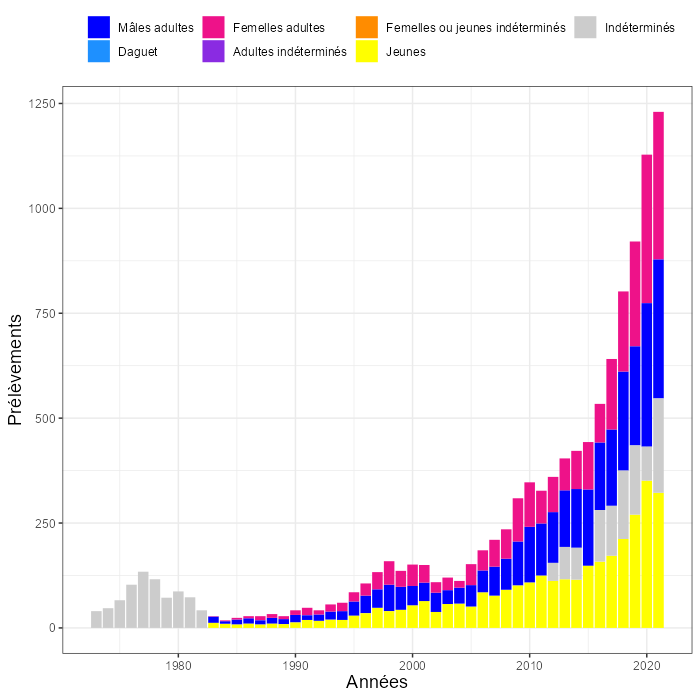 Mâles adultes Femelles adultes Femelles ou jeunes indéterminés Indéterminés
Daguet Adultes indéterminés Jeunes
1250
1000
750
500
250
0
Prélèvements
1980 1990 2000 2010 2020
Années